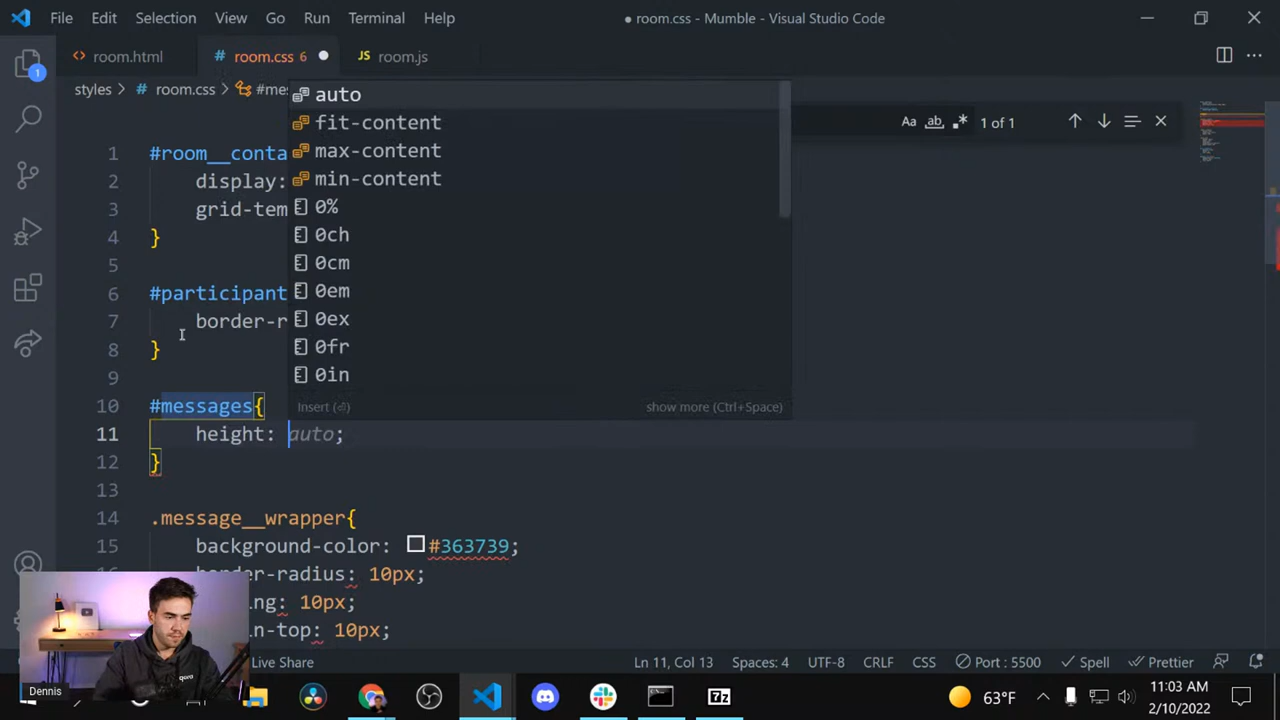 File Edit Selection View Go Run Terminal Help
● room.css - Mumble - Visual Studio Code
room.html
# room.css 6
JS room.js
styles > # room.css > #mes
auto
fit-content
max-content
min-content
0%
0ch
0cm
0em
0ex
0fr
0in
Insert (⏎) show more (Ctrl+Space)
Aa ab .* 1 of 1
1 #room__conta
2 display:
3 grid-tem
4 }
5
6 #participant
7 border-r
8 }
9
10 #messages{
11 height: auto;
12 }
13
14 .message__wrapper{
15 background-color: #363739;
border-radius: 10px;
ng: 10px;
n-top: 10px;
1
Dennis
Live Share
Ln 11, Col 13 Spaces: 4 UTF-8 CRLF CSS Port : 5500 Spell Prettier
7z
63°F
11:03 AM
2/10/2022